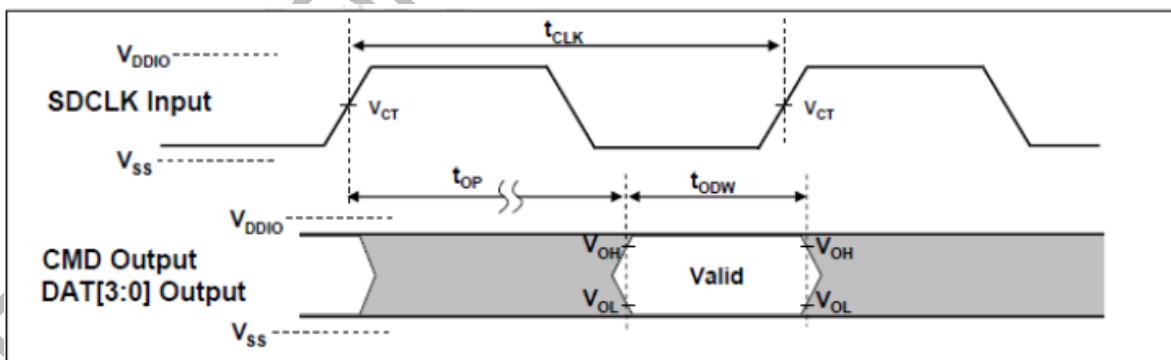 tCLK
VDDIO
SDCLK Input
VCT
VCT
VSS
tOP
tODW
VDDIO
CMD Output
DAT[3:0] Output
VOH
VOH
Valid
VOL
VOL
VSS